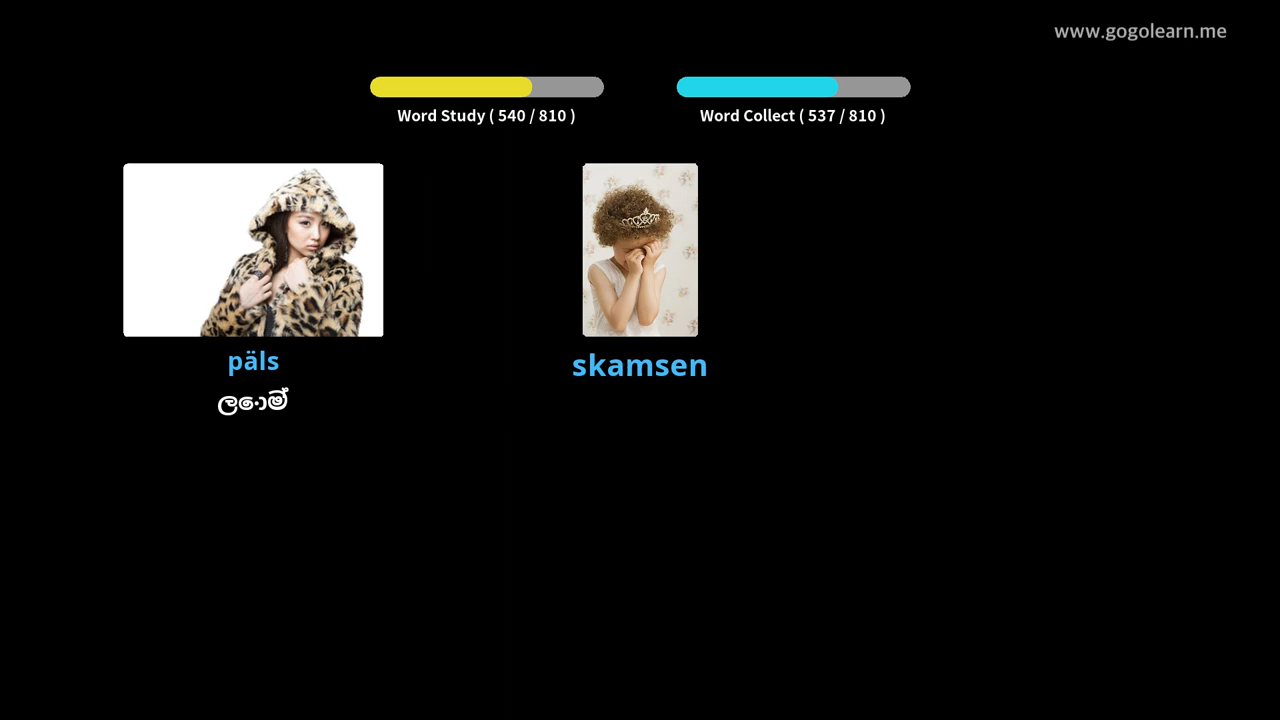 www.gogolearn.me
Word Study ( 540 / 810 )
Word Collect ( 537 / 810 )
päls
ලොම්
skamsen